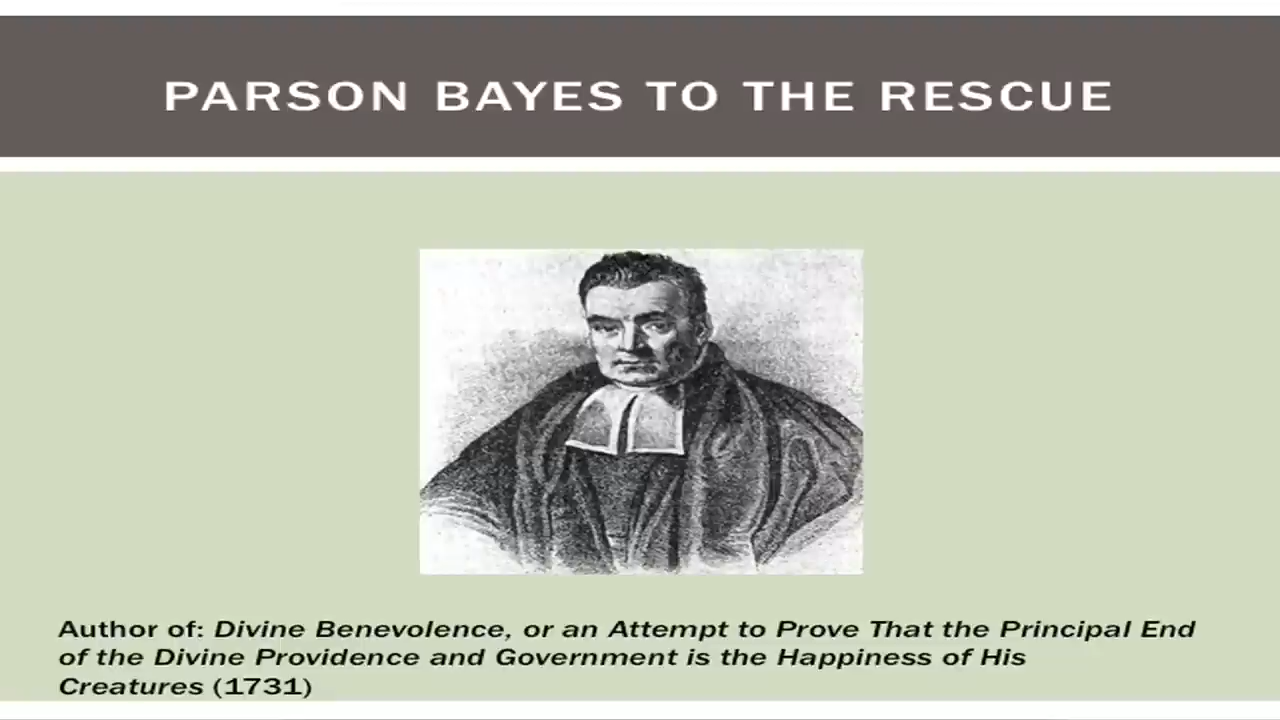 PARSON BAYES TO THE RESCUE
Author of: Divine Benevolence, or an Attempt to Prove That the Principal End
of the Divine Providence and Government is the Happiness of His
Creatures (1731)